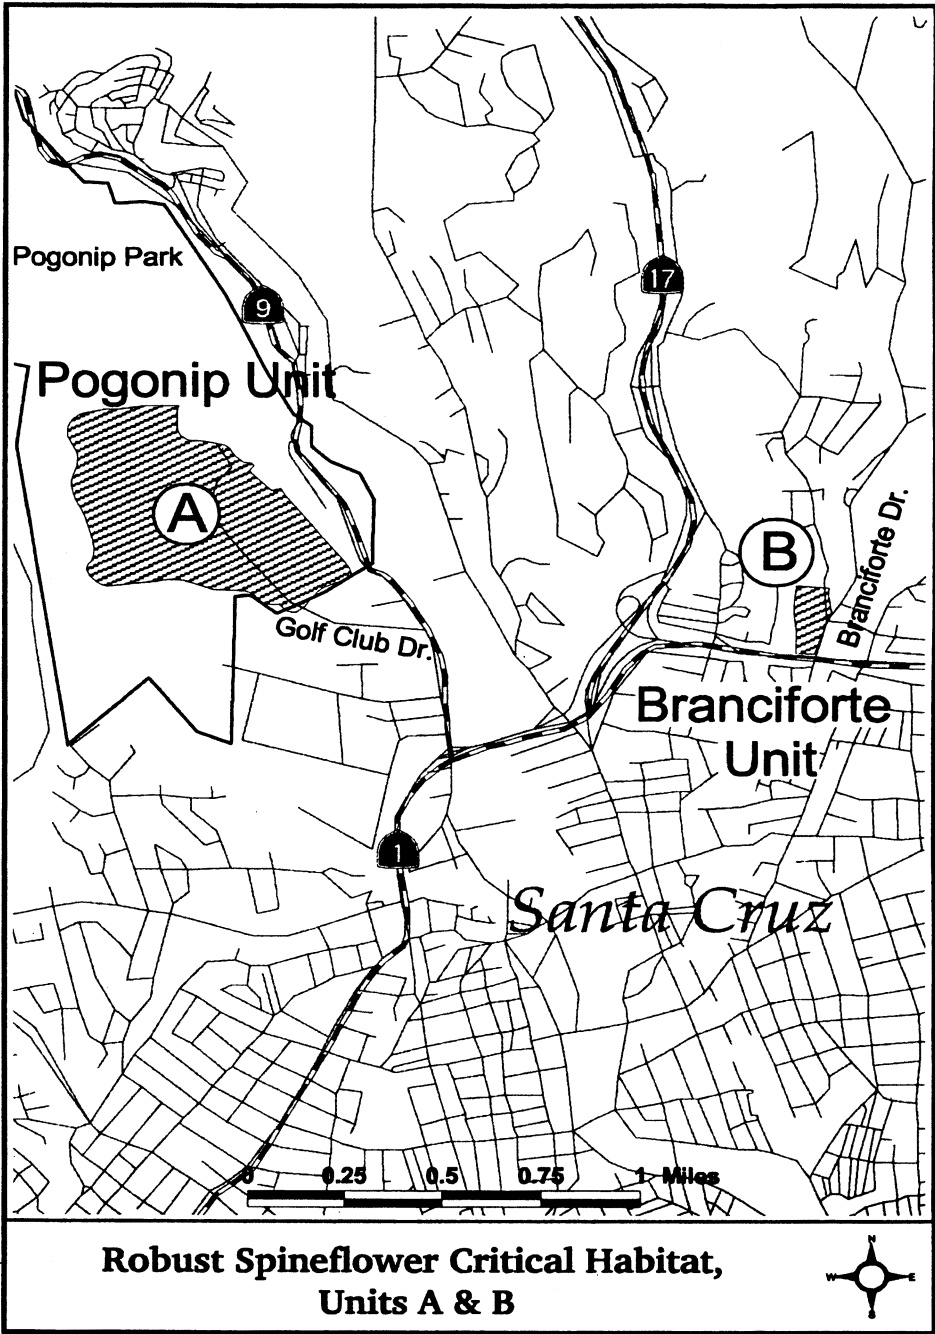 Pogonip Park
17
9
Pogonip Unit
A
B
Branciforte Dr.
Golf Club Dr.
Branciforte
Unit
1
Santa Cruz
0 0.25 0.5 0.75 1 Miles
Robust Spineflower Critical Habitat,
Units A & B
N
W E
S